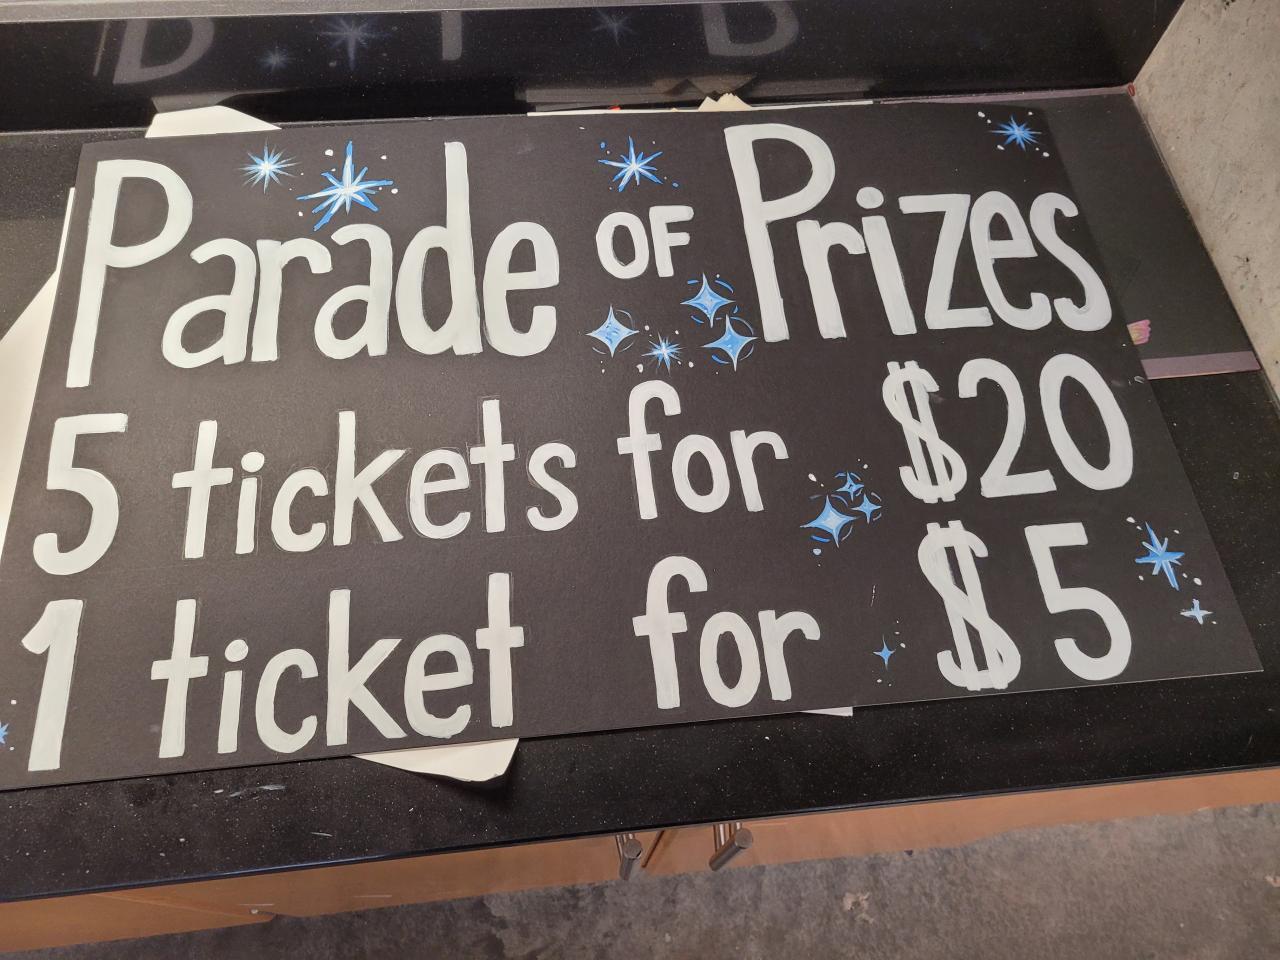 Parade OF Prizes
5 tickets for $20
1 ticket for $5